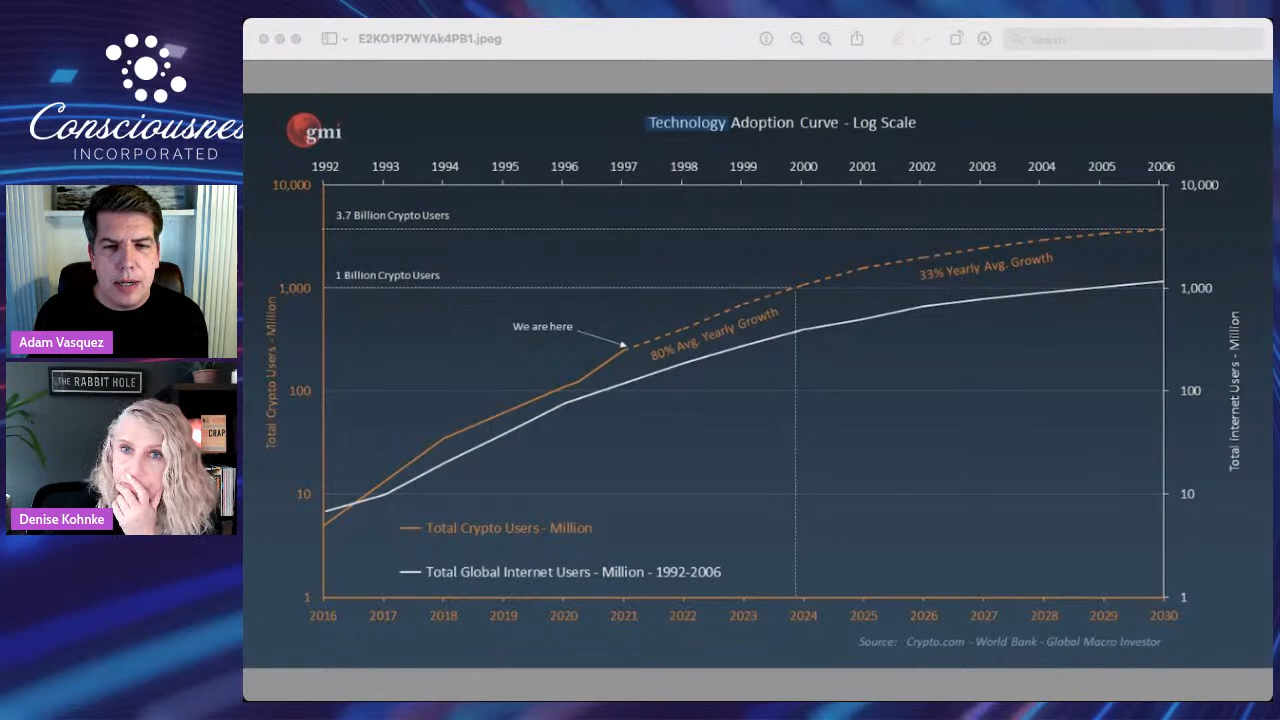 Consciousnes
INCORPORATED
Adam Vasquez
THE RABBIT HOLE
CRAP
Denise Kohnke
E2KO1P7WYAk4PB1.jpeg
Search
gmi
Technology Adoption Curve - Log Scale
1992 1993 1994 1995 1996 1997 1998 1999 2000 2001 2002 2003 2004 2005 2006
10,000 10,000
3.7 Billion Crypto Users
1 Billion Crypto Users
33% Yearly Avg. Growth
1,000 1,000
We are here
80% Avg. Yearly Growth
100 100
10 10
Total Crypto Users - Million
Total Internet Users - Million
Total Crypto Users - Million
Total Global Internet Users - Million - 1992-2006
1 1
2016 2017 2018 2019 2020 2021 2022 2023 2024 2025 2026 2027 2028 2029 2030
Source: Crypto.com - World Bank - Global Macro Investor